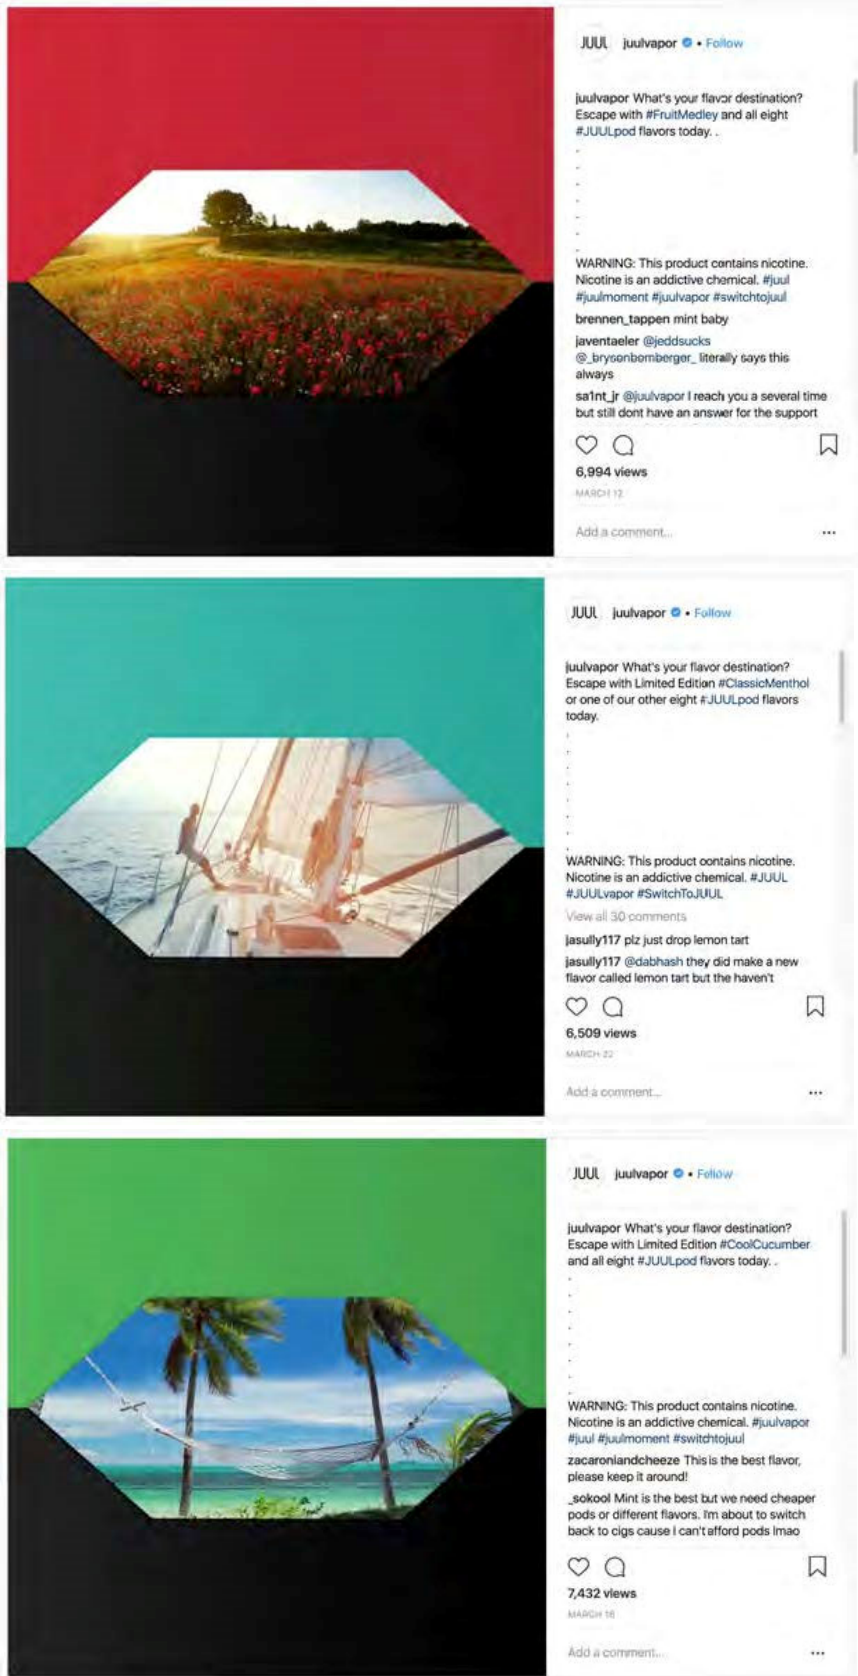 JUUL juulvapor • Follow
juulvapor What's your flavor destination?
Escape with #FruitMedley and all eight
#JUULpod flavors today. .
.
.
.
.
.
.
.
WARNING: This product contains nicotine.
Nicotine is an addictive chemical. #juul
#juulmoment #juulvapor #switchtojuul
brennen_tappen mint baby
javentaeler @jeddsucks
@_brysenbemberger_ literally says this
always
sa1nt_jr @juulvapor I reach you a several time
but still dont have an answer for the support
6,994 views
MARCH 12
Add a comment...
JUUL juulvapor • Follow
juulvapor What's your flavor destination?
Escape with Limited Edition #ClassicMenthol
or one of our other eight #JUULpod flavors
today.
.
.
.
.
.
.
.
.
WARNING: This product contains nicotine.
Nicotine is an addictive chemical. #JUUL
#JUULvapor #SwitchToJUUL
View all 30 comments
jasully117 plz just drop lemon tart
jasully117 @dabhash they did make a new
flavor called lemon tart but the haven't
6,509 views
MARCH 22
Add a comment...
JUUL juulvapor • Follow
juulvapor What's your flavor destination?
Escape with Limited Edition #CoolCucumber
and all eight #JUULpod flavors today. .
.
.
.
.
.
.
.
.
WARNING: This product contains nicotine.
Nicotine is an addictive chemical. #juulvapor
#juul #juulmoment #switchtojuul
zacaroniandcheeze This is the best flavor,
please keep it around!
_sokool Mint is the best but we need cheaper
pods or different flavors. I'm about to switch
back to cigs cause I can't afford pods lmao
7,432 views
MARCH 16
Add a comment...